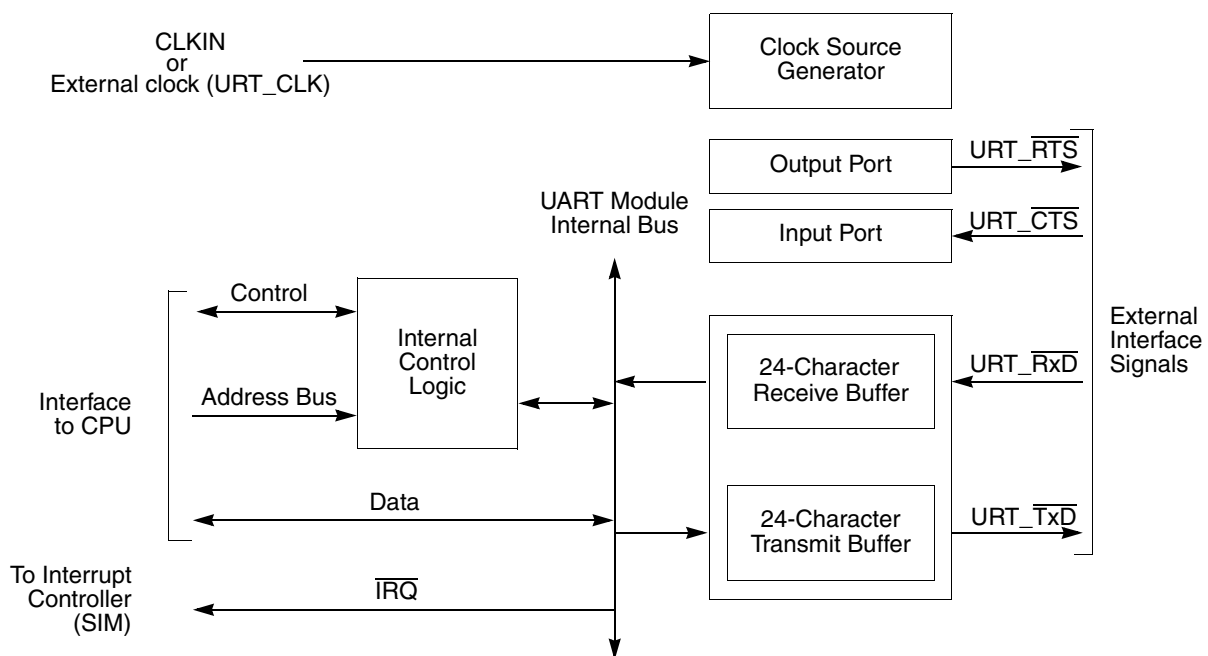 CLKIN
or
External clock (URT_CLK)
Clock Source
Generator
Output Port
URT_RTS
UART Module
Internal Bus
Input Port
URT_CTS
Control
Internal
Control
Logic
Address Bus
Interface
to CPU
24-Character
Receive Buffer
URT_RxD
External
Interface
Signals
Data
24-Character
Transmit Buffer
URT_TxD
To Interrupt
Controller
(SIM)
IRQ